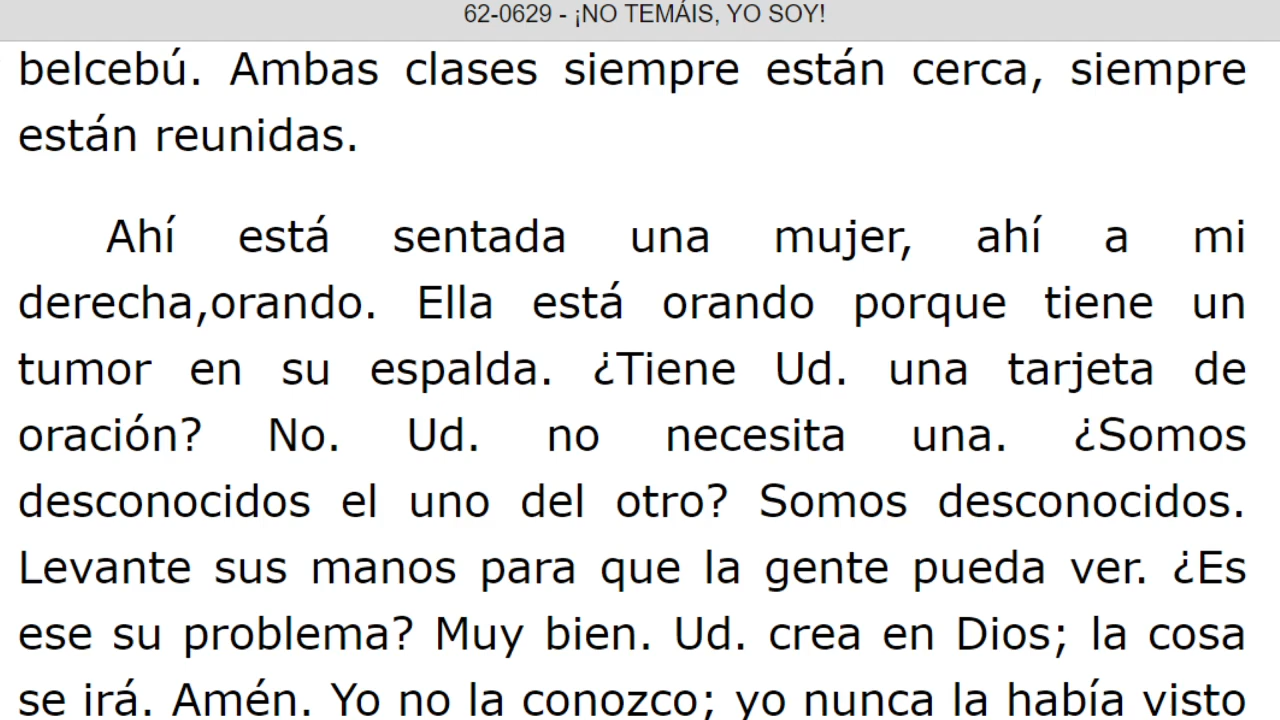 62-0629 - ¡NO TEMÁIS, YO SOY!
belcebú. Ambas clases siempre están cerca, siempre
están reunidas.
Ahí está sentada una mujer, ahí a mi
derecha,orando. Ella está orando porque tiene un
tumor en su espalda. ¿Tiene Ud. una tarjeta de
oración? No. Ud. no necesita una. ¿Somos
desconocidos el uno del otro? Somos desconocidos.
Levante sus manos para que la gente pueda ver. ¿Es
ese su problema? Muy bien. Ud. crea en Dios; la cosa
se irá. Amén. Yo no la conozco; yo nunca la había visto